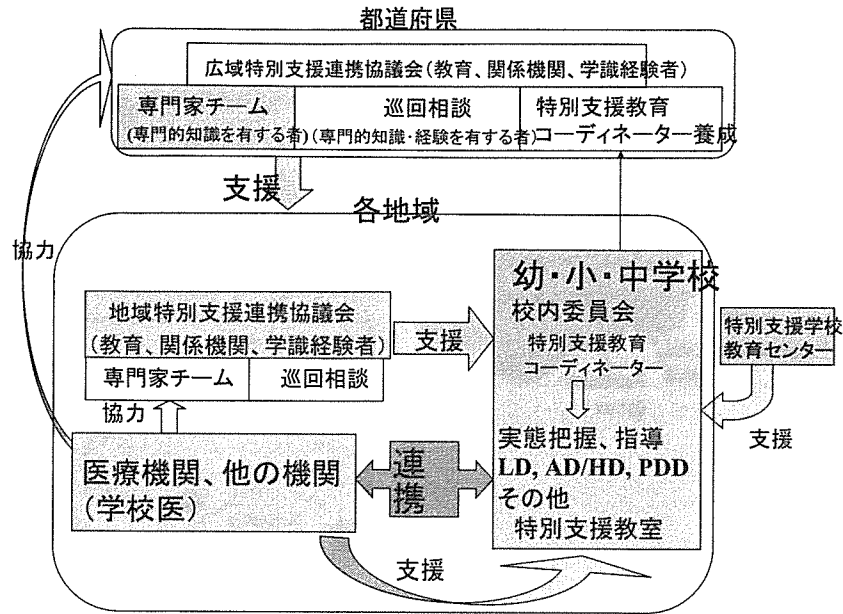 都道府県
広域特別支援連携協議会(教育、関係機関、学識経験者)
専門家チーム
(専門的知識を有する者)
巡回相談
(専門的知識・経験を有する者)
特別支援教育
コーディネーター養成
支援
各地域
協力
地域特別支援連携協議会
(教育、関係機関、学識経験者)
専門家チーム
巡回相談
支援
幼・小・中学校
校内委員会
特別支援教育
コーディネーター
実態把握、指導
LD, AD/HD, PDD
その他
特別支援教室
特別支援学校
教育センター
支援
協力
医療機関、他の機関
(学校医)
連携
支援